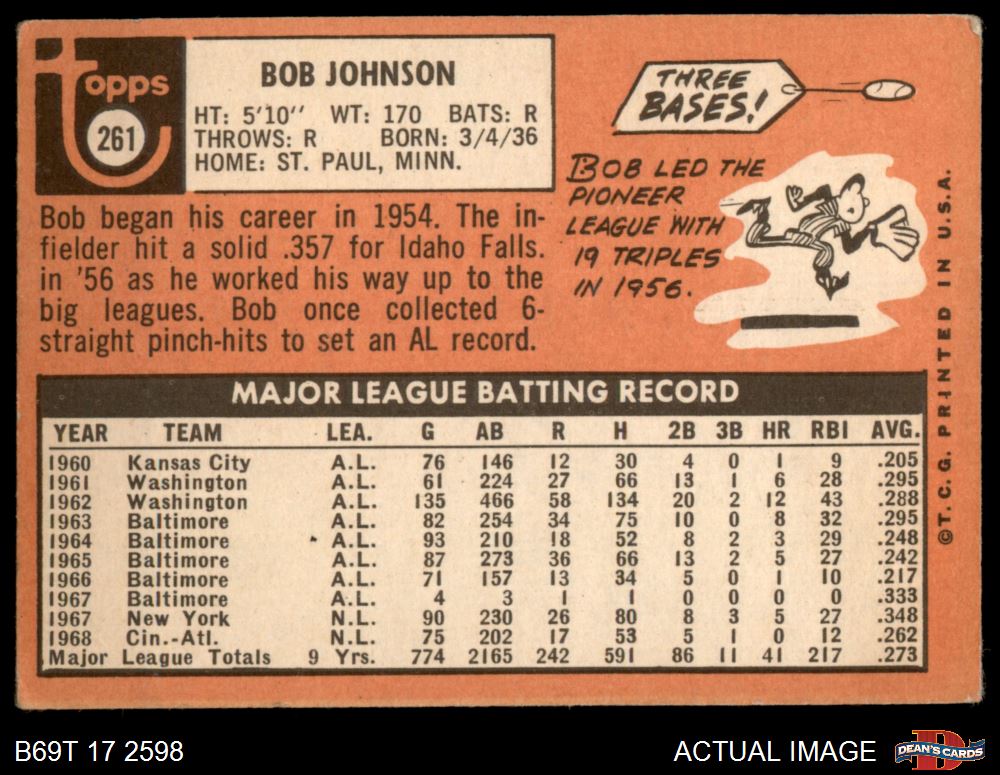 topps
261
BOB JOHNSON
HT: 5'10" WT: 170 BATS: R
THROWS: R BORN: 3/4/36
HOME: ST. PAUL, MINN.
THREE
BASES!
BOB LED THE
PIONEER
LEAGUE WITH
19 TRIPLES
IN 1956.
Bob began his career in 1954. The in-
fielder hit a solid .357 for Idaho Falls.
in '56 as he worked his way up to the
big leagues. Bob once collected 6-
straight pinch-hits to set an AL record.
MAJOR LEAGUE BATTING RECORD
YEAR TEAM LEA. G AB R H 2B 3B HR RBI AVG.
1960 Kansas City A.L. 76 146 12 30 4 0 1 9 .205
1961 Washington A.L. 61 224 27 66 13 1 6 28 .295
1962 Washington A.L. 135 466 58 134 20 2 12 43 .288
1963 Baltimore A.L. 82 254 34 75 10 0 8 32 .295
1964 Baltimore A.L. 93 210 18 52 8 2 3 29 .248
1965 Baltimore A.L. 87 273 36 66 13 2 5 27 .242
1966 Baltimore A.L. 71 157 13 34 5 0 1 10 .217
1967 Baltimore A.L. 4 3 1 1 0 0 0 0 .333
1967 New York N.L. 90 230 26 80 8 3 5 27 .348
1968 Cin.-Atl. N.L. 75 202 17 53 5 1 0 12 .262
Major League Totals 9 Yrs. 774 2165 242 591 86 11 41 217 .273
©T. C. G. PRINTED IN U.S.A.
B69T 17 2598
ACTUAL IMAGE
DEAN'S CARDS